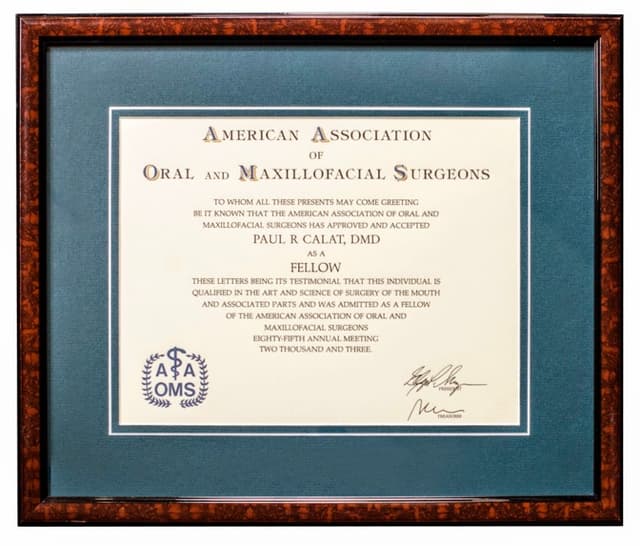 AMERICAN ASSOCIATION
OF
ORAL AND MAXILLOFACIAL SURGEONS
TO WHOM ALL THESE PRESENTS MAY COME GREETING
BE IT KNOWN THAT THE AMERICAN ASSOCIATION OF ORAL AND
MAXILLOFACIAL SURGEONS HAS APPROVED AND ACCEPTED
PAUL R CALAT, DMD
AS A
FELLOW
THESE LETTERS BEING ITS TESTIMONIAL THAT THIS INDIVIDUAL IS
QUALIFIED IN THE ART AND SCIENCE OF SURGERY OF THE MOUTH
AND ASSOCIATED PARTS AND WAS ADMITTED AS A FELLOW
OF THE AMERICAN ASSOCIATION OF ORAL AND
MAXILLOFACIAL SURGEONS
EIGHTY-FIFTH ANNUAL MEETING
TWO THOUSAND AND THREE.
A A
OMS
PRESIDENT
TREASURER